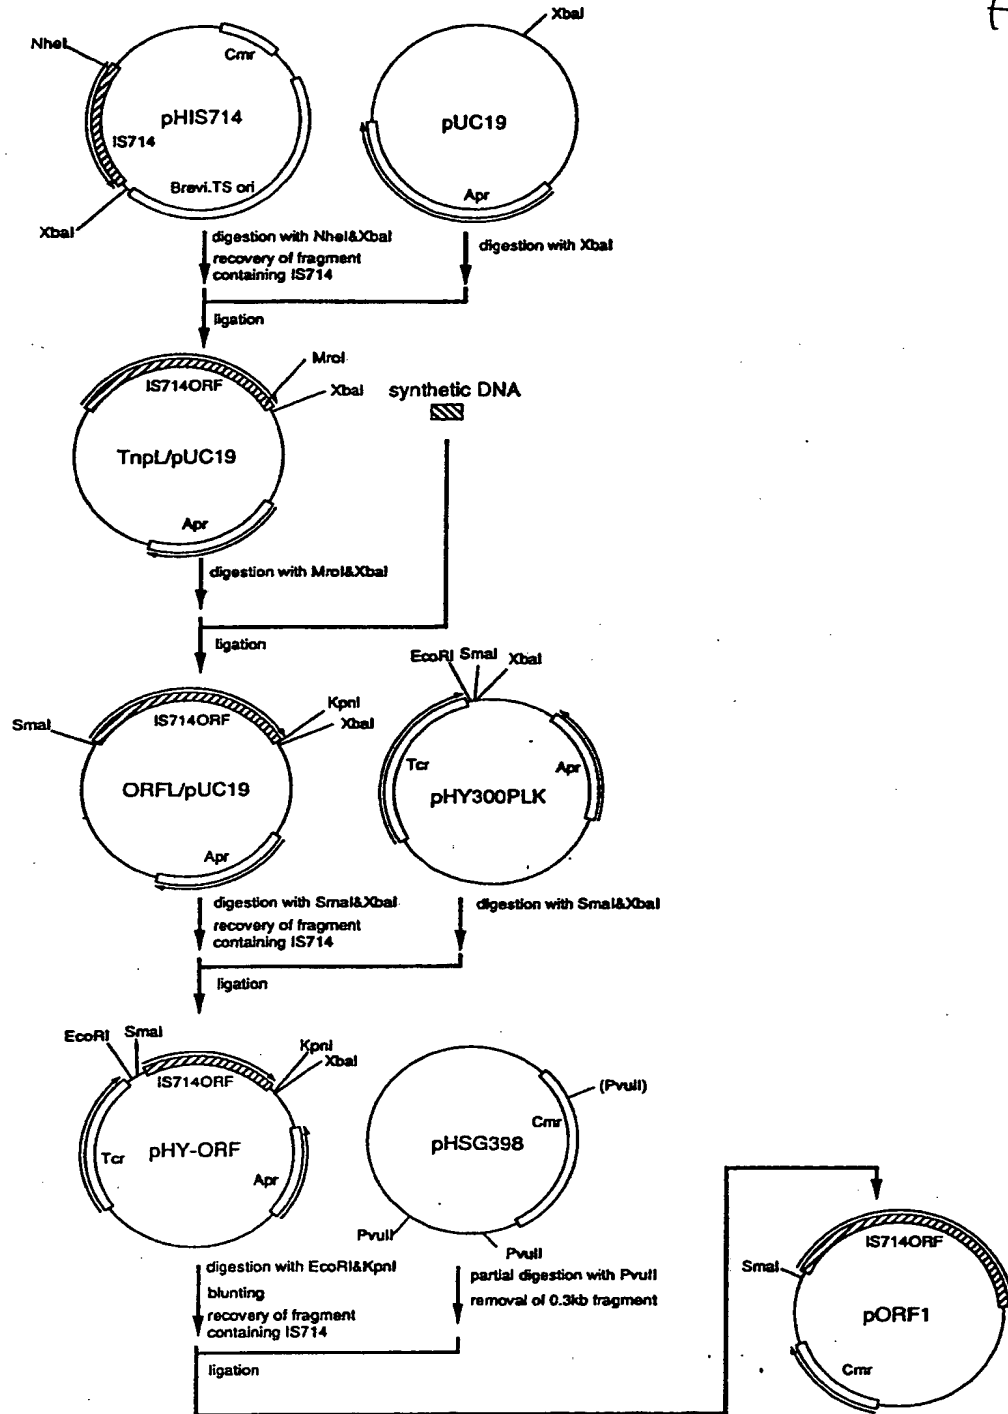 XbaI
NheI
Cmr
pHIS714
pUC19
IS714
Brevi.TS ori
Apr
XbaI
digestion with NheI&XbaI
recovery of fragment
containing IS714
digestion with XbaI
ligation
MroI
IS714ORF
XbaI
synthetic DNA
TnpL/pUC19
Apr
digestion with MroI&XbaI
ligation
EcoRI SmaI XbaI
SmaI
IS714ORF
KpnI
XbaI
Tcr
Apr
ORFL/pUC19
pHY300PLK
Apr
digestion with SmaI&XbaI
recovery of fragment
containing IS714
digestion with SmaI&XbaI
ligation
EcoRI SmaI
KpnI
XbaI
IS714ORF
(PvuII)
Cmr
pHY-ORF
pHSG398
Tcr
Apr
PvuII
PvuII
digestion with EcoRI&KpnI
blunting
recovery of fragment
containing IS714
partial digestion with PvuII
removal of 0.3kb fragment
ligation
IS714ORF
SmaI
pORF1
Cmr